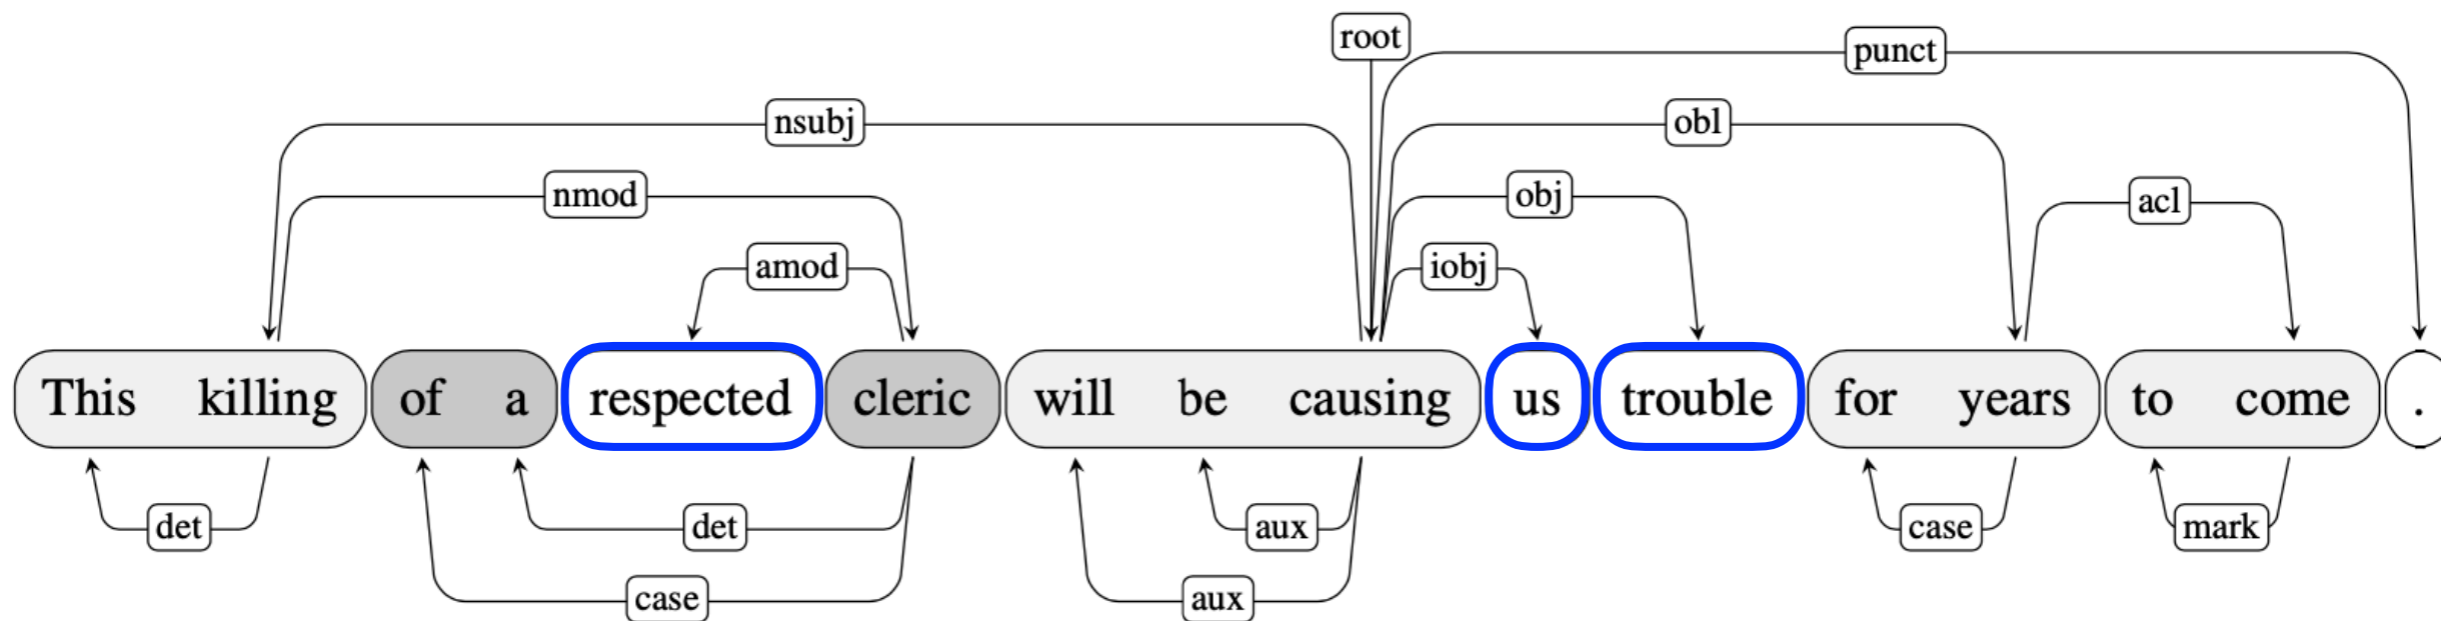 root
punct
nsubj obl
nmod obj acl
amod iobj
This killing of a respected cleric will be causing us trouble for years to come .
det det aux case mark
case aux